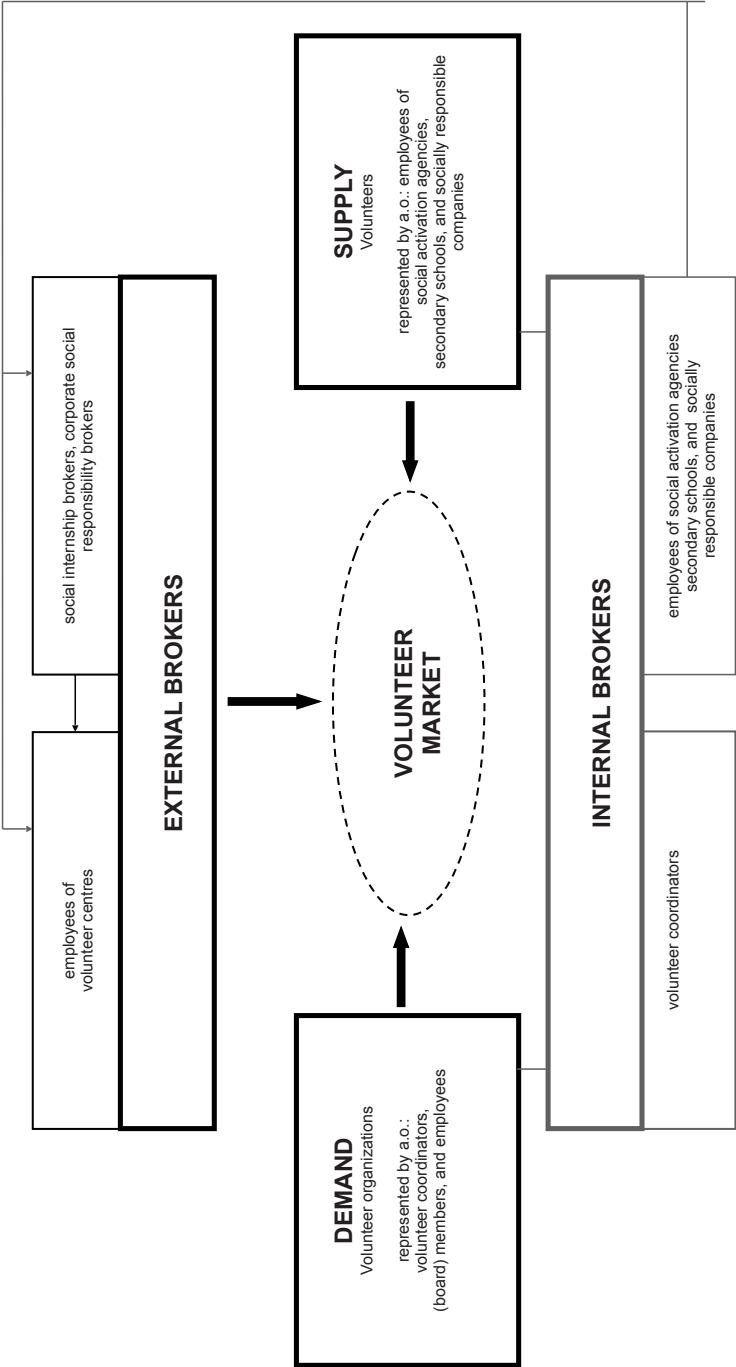 employees of
volunteer centres
social internship brokers, corporate social
responsibility brokers
EXTERNAL BROKERS
DEMAND
Volunteer organizations
represented by a.o.:
volunteer coordinators,
(board) members, and employees
VOLUNTEER
MARKET
SUPPLY
Volunteers
represented by a.o.: employees of
social activation agencies,
secondary schools, and socially responsible
companies
INTERNAL BROKERS
volunteer coordinators
employees of social activation agencies
secondary schools, and socially
responsible companies